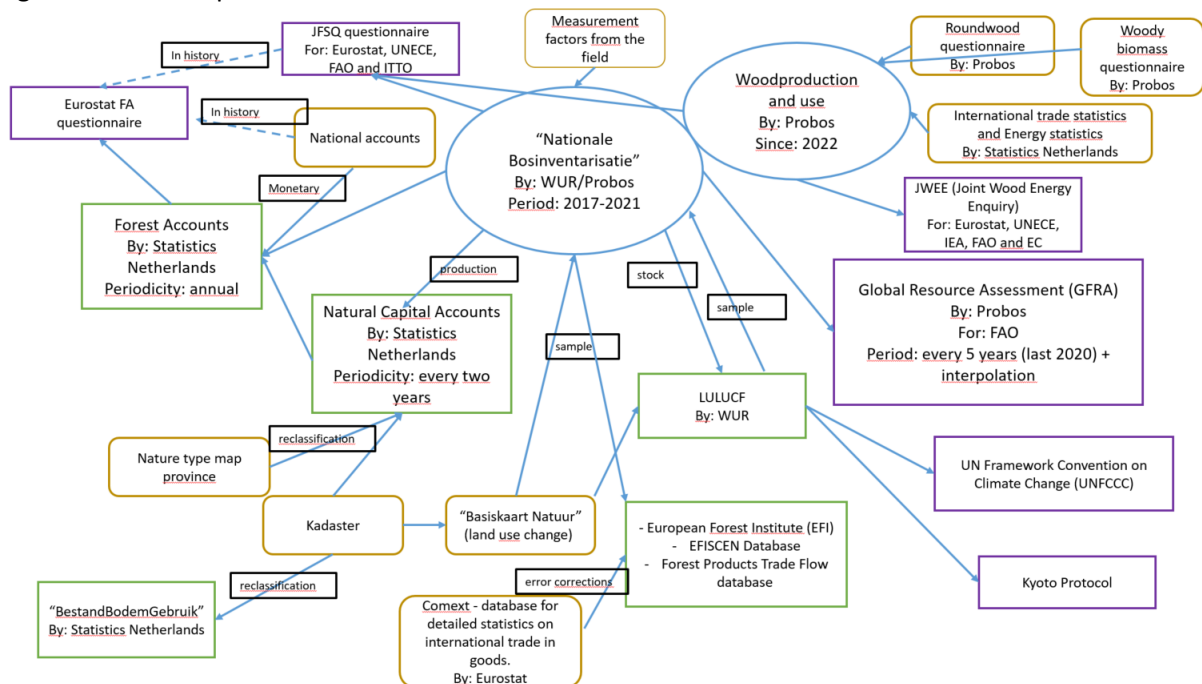 JFSQ questionnaire
For: Eurostat, UNECE,
FAO and ITTO
In history
Measurement
factors from the
field
Roundwood
questionnaire
By: Probos
Woody
biomass
questionnaire
By: Probos
Woodproduction
and use
By: Probos
Since: 2022
Eurostat FA
questionnaire
In history
National accounts
International trade statistics
and Energy statistics
By: Statistics Netherlands
“Nationale
Bosinventarisatie”
By: WUR/Probos
Period: 2017-2021
Monetary
JWEE (Joint Wood Energy
Enquiry)
For: Eurostat, UNECE,
IEA, FAO and EC
Forest Accounts
By: Statistics
Netherlands
Periodicity: annual
production
stock
sample
sample
Natural Capital Accounts
By: Statistics
Netherlands
Periodicity: every two
years
Global Resource Assessment (GFRA)
By: Probos
For: FAO
Period: every 5 years (last 2020) +
interpolation
LULUCF
By: WUR
reclassification
Nature type map
province
UN Framework Convention on
Climate Change (UNFCCC)
Kadaster
“Basiskaart Natuur”
(land use change)
- European Forest Institute (EFI)
- EFISCEN Database
- Forest Products Trade Flow
database
reclassification
error corrections
Kyoto Protocol
“BestandBodemGebruik”
By: Statistics Netherlands
Comext - database for
detailed statistics on
international trade in
goods.
By: Eurostat